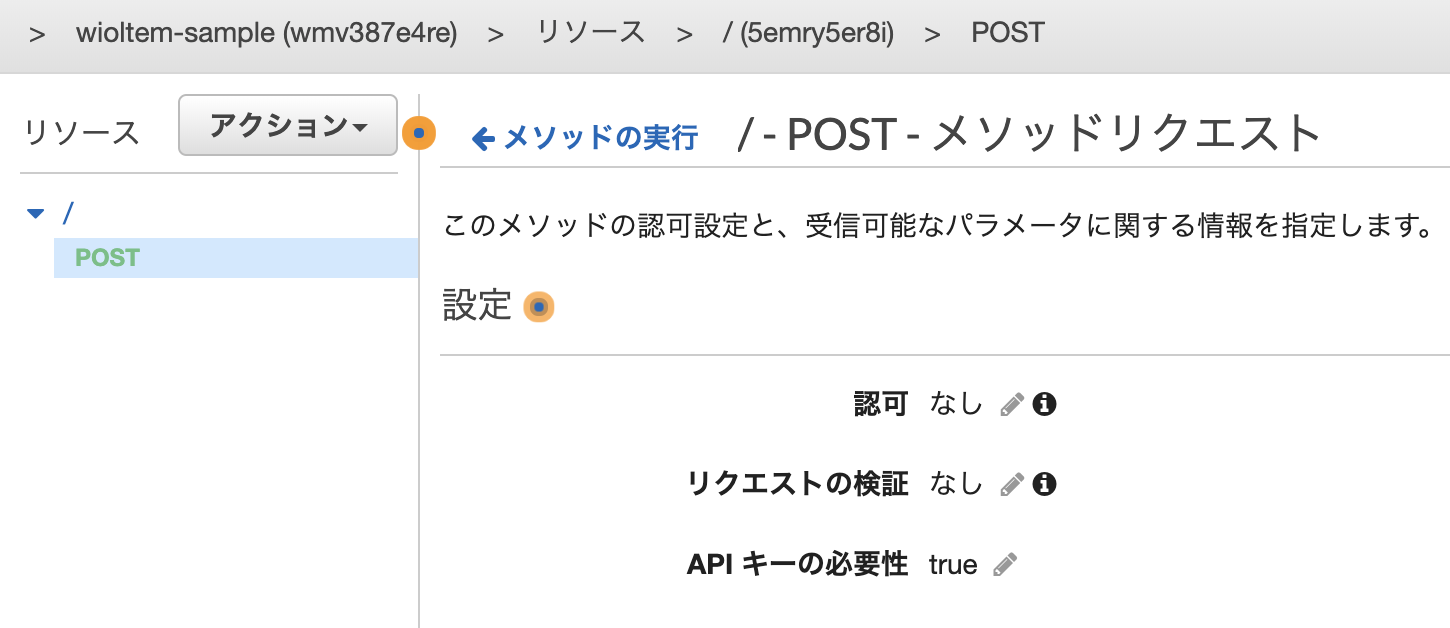 > wioltem-sample (wmv387e4re) > リソース > / (5emry5er8i) > POST
リソース
アクション
/
POST
メソッドの実行
/ - POST - メソッドリクエスト
このメソッドの認可設定と、受信可能なパラメータに関する情報を指定します。
設定
認可 なし
リクエストの検証 なし
API キーの必要性 true